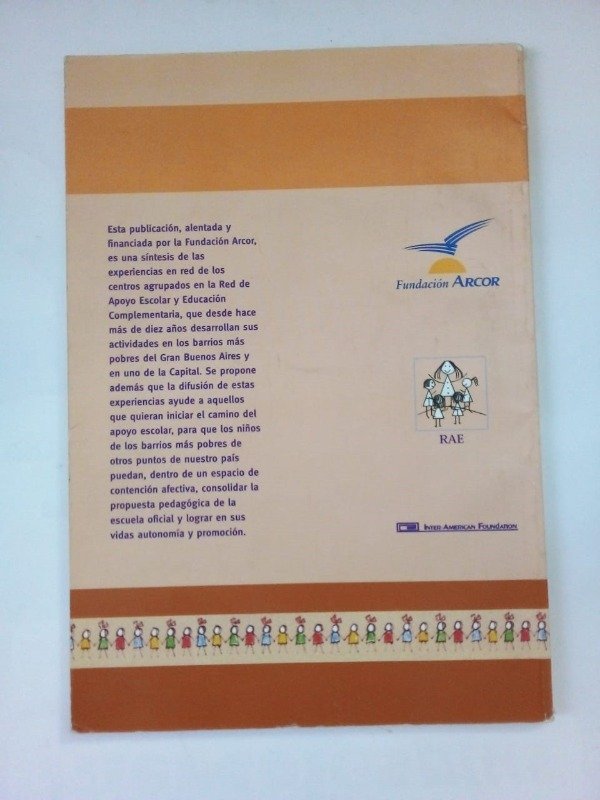 Esta publicación, alentada y
financiada por la Fundación Arcor,
es una síntesis de las
experiencias en red de los
centros agrupados en la Red de
Apoyo Escolar y Educación
Complementaria, que desde hace
más de diez años desarrollan sus
actividades en los barrios más
pobres del Gran Buenos Aires y
en uno de la Capital. Se propone
además que la difusión de estas
experiencias ayude a aquellos
que quieran iniciar el camino del
apoyo escolar, para que los niños
de los barrios más pobres de
otros puntos de nuestro país
puedan, dentro de un espacio de
contención afectiva, consolidar la
propuesta pedagógica de la
escuela oficial y lograr en sus
vidas autonomía y promoción.
Fundación ARCOR
RAE
INTER-AMERICAN FOUNDATION